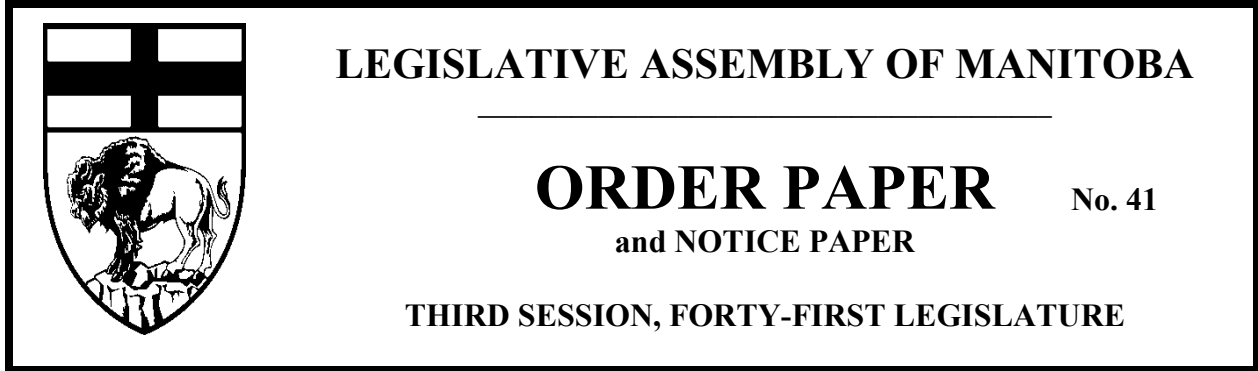 LEGISLATIVE ASSEMBLY OF MANITOBA
ORDER PAPER No. 41
and NOTICE PAPER
THIRD SESSION, FORTY-FIRST LEGISLATURE